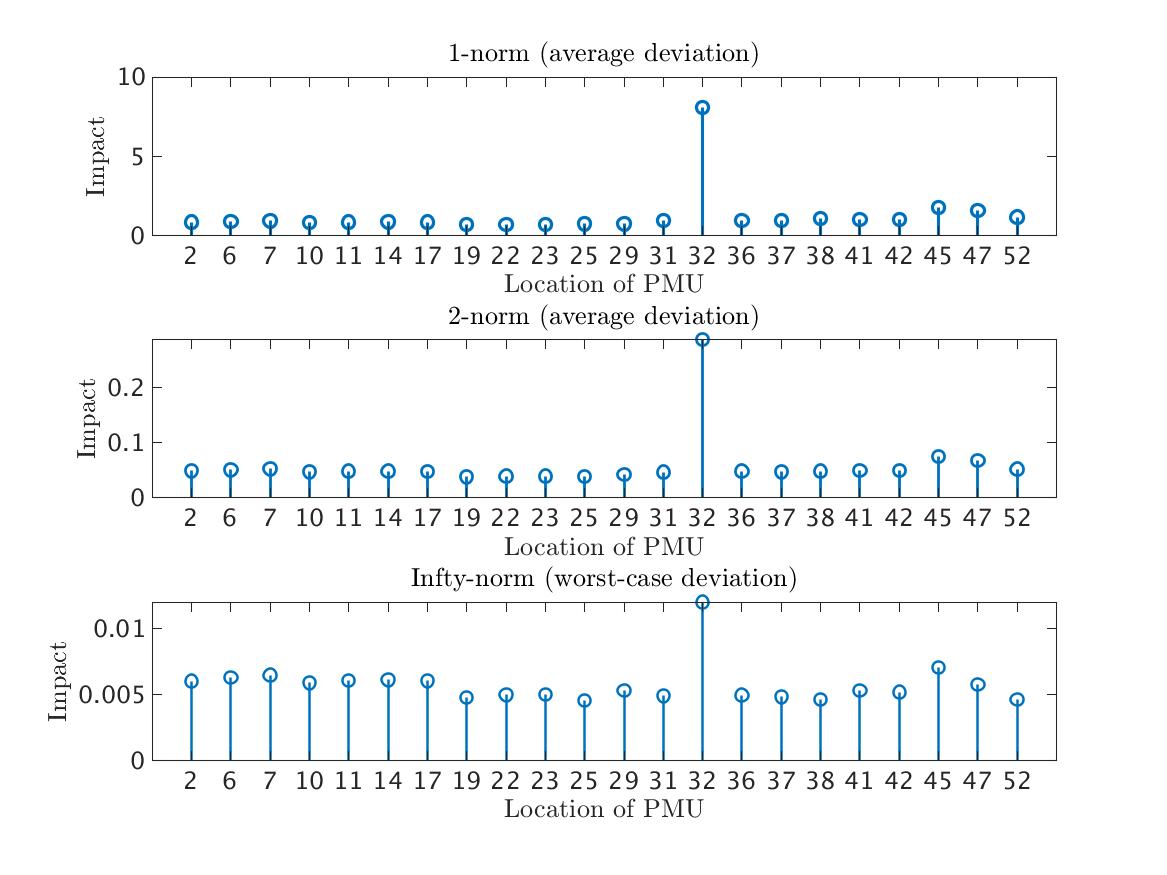 1-norm (average deviation)
10
5
0
Impact
2 6 7 10 11 14 17 19 22 23 25 29 31 32 36 37 38 41 42 45 47 52
Location of PMU
2-norm (average deviation)
0.2
0.1
0
Impact
2 6 7 10 11 14 17 19 22 23 25 29 31 32 36 37 38 41 42 45 47 52
Location of PMU
Infty-norm (worst-case deviation)
0.01
0.005
0
Impact
2 6 7 10 11 14 17 19 22 23 25 29 31 32 36 37 38 41 42 45 47 52
Location of PMU